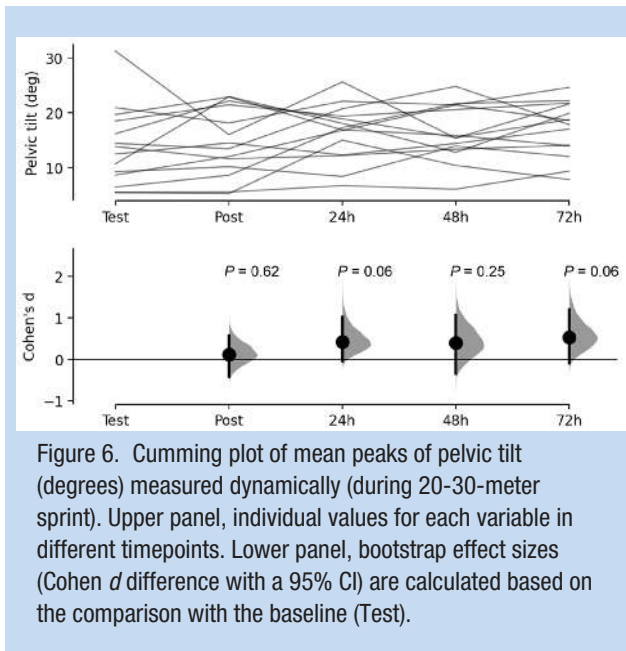 30
20
10
Pelvic tilt (deg)
Test Post 24h 48h 72h
2
1
0
−1
Cohen's d
P = 0.62 P = 0.06 P = 0.25 P = 0.06
Test Post 24h 48h 72h
Figure 6. Cumming plot of mean peaks of pelvic tilt
(degrees) measured dynamically (during 20-30-meter
sprint). Upper panel, individual values for each variable in
different timepoints. Lower panel, bootstrap effect sizes
(Cohen d difference with a 95% CI) are calculated based on
the comparison with the baseline (Test).